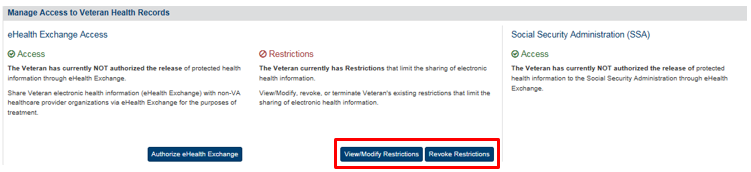 Manage Access to Veteran Health Records
eHealth Exchange Access
Access
The Veteran has currently NOT authorized the release of protected health
information through eHealth Exchange.
Share Veteran electronic health information (eHealth Exchange) with non-VA
healthcare provider organizations via eHealth Exchange for the purposes of
treatment.
Authorize eHealth Exchange
Restrictions
The Veteran currently has Restrictions that limit the sharing of electronic
health information.
View/Modify, revoke, or terminate Veteran's existing restrictions that limit the
sharing of electronic health information.
View/Modify Restrictions
Revoke Restrictions
Social Security Administration (SSA)
Access
The Veteran has currently NOT authorized the release of protected
health information to the Social Security Administration through eHealth
Exchange.